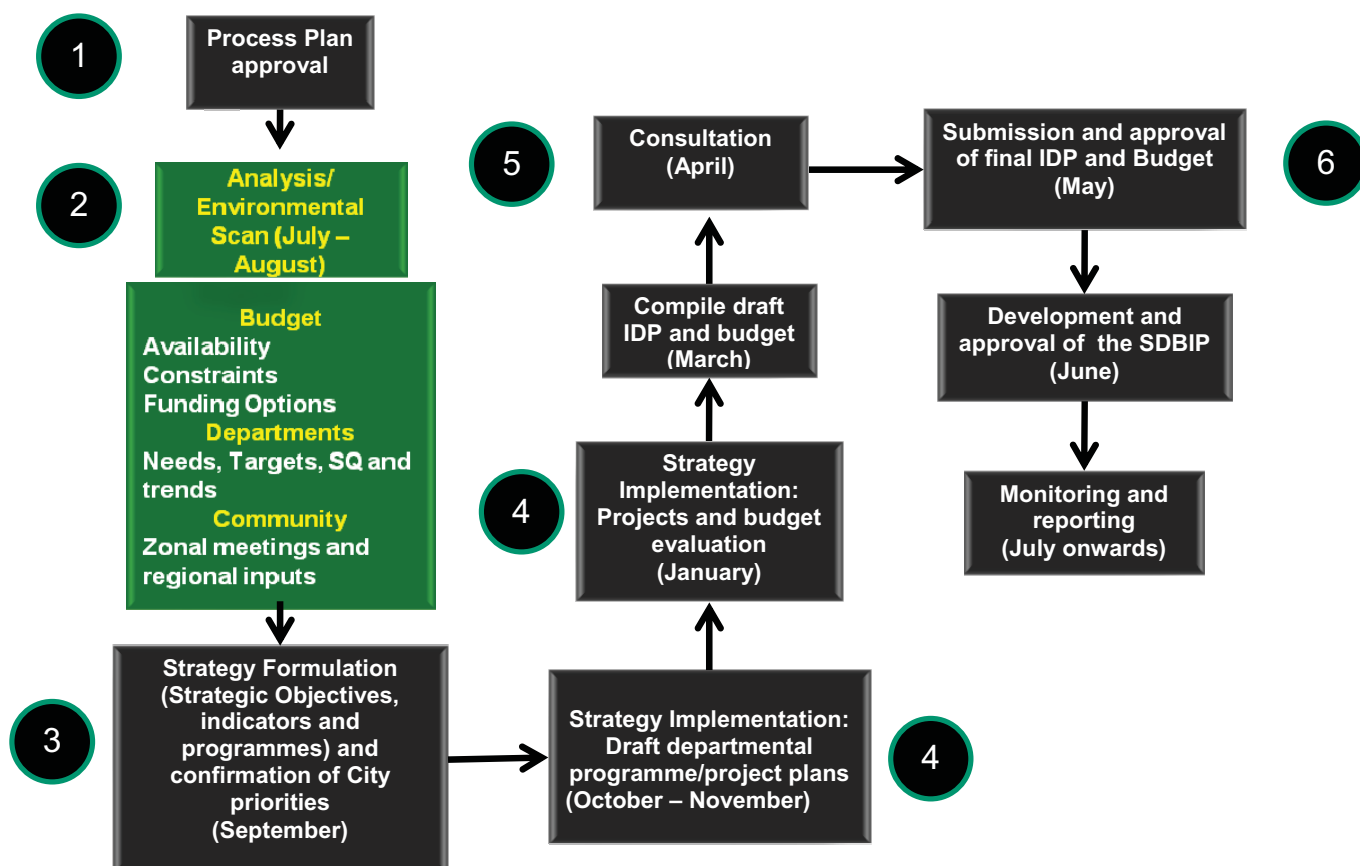 1
Process Plan
approval
2
Analysis/
Environmental
Scan (July –
August)
Budget
Availability
Constraints
Funding Options
Departments
Needs, Targets, SQ and
trends
Community
Zonal meetings and
regional inputs
3
Strategy Formulation
(Strategic Objectives,
indicators and
programmes) and
confirmation of City
priorities
(September)
Strategy Implementation:
Draft departmental
programme/project plans
(October – November)
4
4
Strategy
Implementation:
Projects and budget
evaluation
(January)
Compile draft
IDP and budget
(March)
5
Consultation
(April)
Submission and approval
of final IDP and Budget
(May)
6
Development and
approval of the SDBIP
(June)
Monitoring and
reporting
(July onwards)